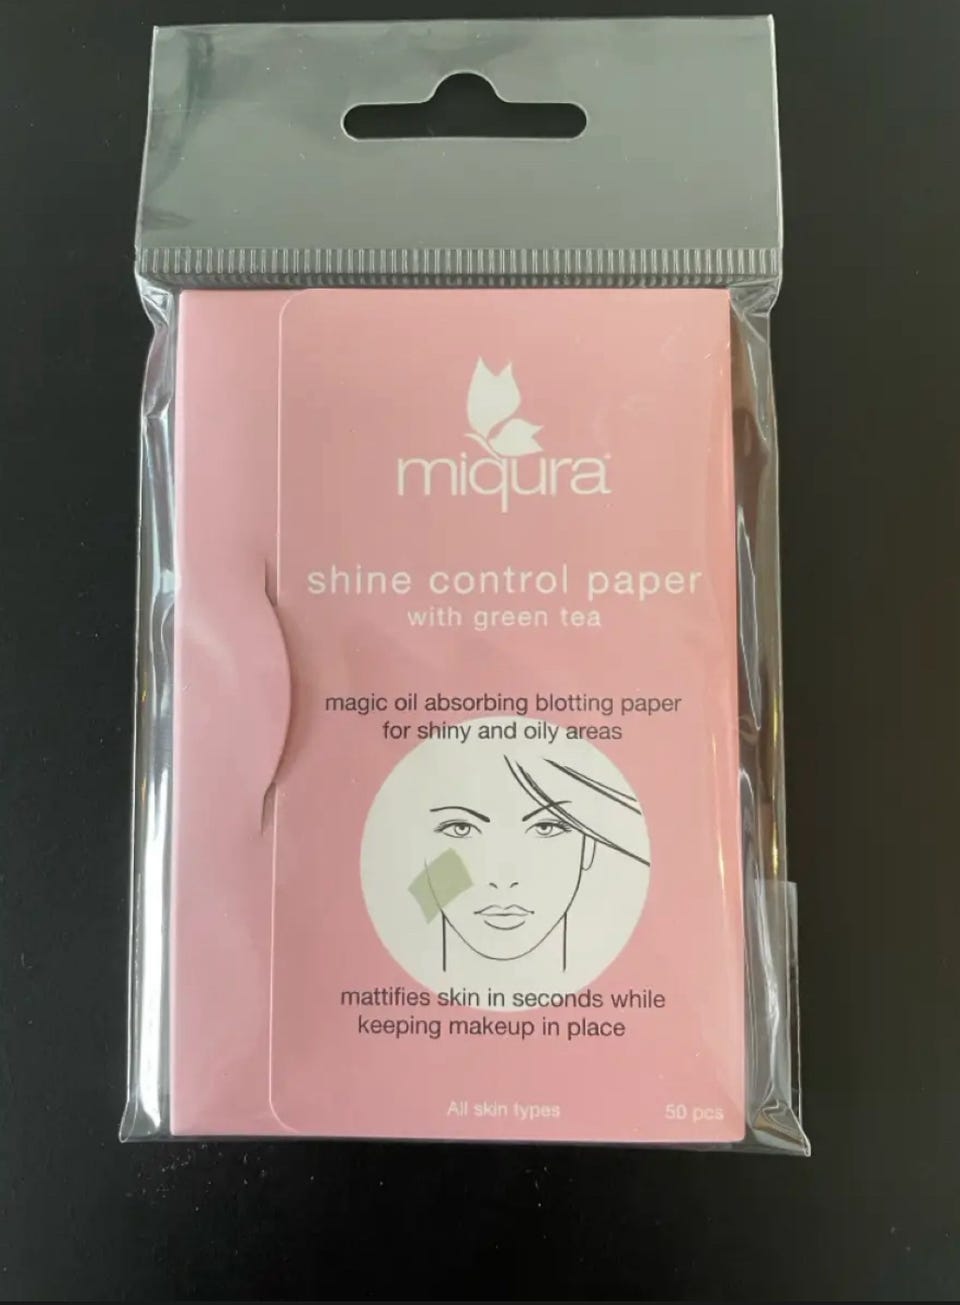 miqura
shine control paper
with green tea
magic oil absorbing blotting paper
for shiny and oily areas
mattifies skin in seconds while
keeping makeup in place
All skin types
50 pcs